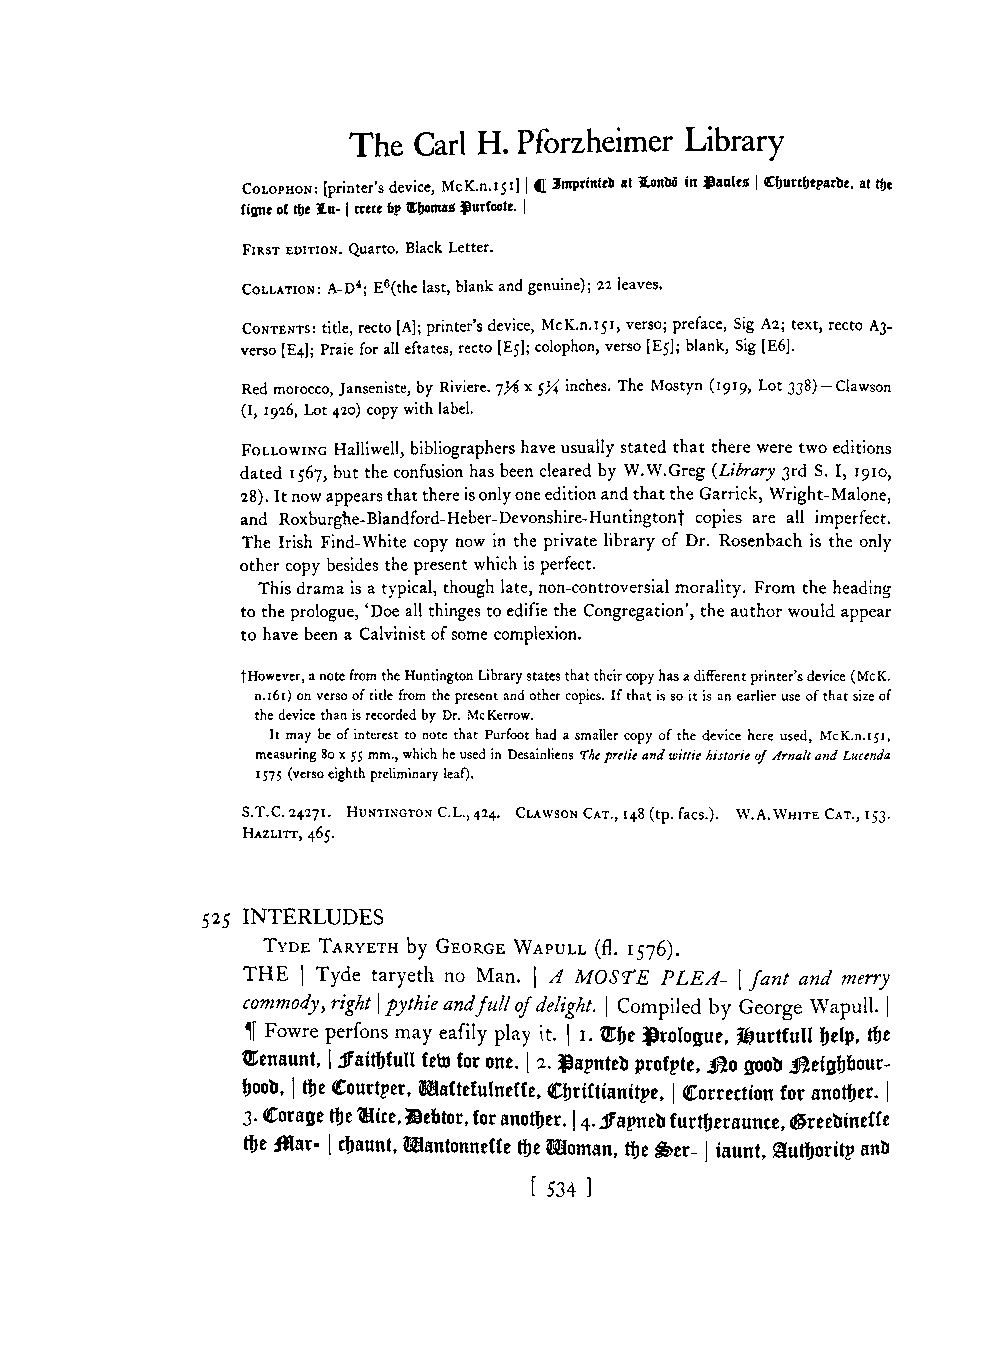 The Carl H. Pforzheimer Library
COLOPHON: [printer's device, McK.n.151] | ¶ Imprinted at Londõ in Paules | Churcheyarde, at the
signe of the Lu- | crece by Thomas Purfoote. |
FIRST EDITION. Quarto. Black Letter.
COLLATION: A-D⁴; E⁶(the last, blank and genuine); 22 leaves.
CONTENTS: title, recto [A]; printer's device, McK.n.151, verso; preface, Sig A2; text, recto A3-
verso [E4]; Praie for all eſtates, recto [E5]; colophon, verso [E5]; blank, Sig [E6].
Red morocco, Janseniste, by Riviere. 7⅛ x 5¼ inches. The Mostyn (1919, Lot 338)—Clawson
(I, 1926, Lot 420) copy with label.
FOLLOWING Halliwell, bibliographers have usually stated that there were two editions
dated 1567, but the confusion has been cleared by W.W.Greg (Library 3rd S. I, 1910,
28). It now appears that there is only one edition and that the Garrick, Wright-Malone,
and Roxburghe-Blandford-Heber-Devonshire-Huntington† copies are all imperfect.
The Irish Find-White copy now in the private library of Dr. Rosenbach is the only
other copy besides the present which is perfect.
This drama is a typical, though late, non-controversial morality. From the heading
to the prologue, 'Doe all thinges to edifie the Congregation', the author would appear
to have been a Calvinist of some complexion.
†However, a note from the Huntington Library states that their copy has a different printer's device (McK.
n.161) on verso of title from the present and other copies. If that is so it is an earlier use of that size of
the device than is recorded by Dr. McKerrow.
It may be of interest to note that Purfoot had a smaller copy of the device here used, McK.n.151,
measuring 80 x 55 mm., which he used in Desainliens The pretie and wittie historie of Arnalt and Lucenda
1575 (verso eighth preliminary leaf).
S.T.C. 24271. HUNTINGTON C.L., 424. CLAWSON CAT., 148 (tp. facs.). W.A.WHITE CAT., 153.
HAZLITT, 465.
525 INTERLUDES
TYDE TARYETH by GEORGE WAPULL (fl. 1576).
THE | Tyde taryeth no Man. | A MOSTE PLEA- | ſant and merry
commody, right | pythie and full of delight. | Compiled by George Wapull. |
¶ Fowre perſons may eaſily play it. | 1. The Prologue, Hurtfull help, the
Tenaunt, | Faithfull few for one. | 2. Paynted profyte, No good Neighbour-
hood, | the Courtyer, Waſtefulneſſe, Chriſtianitye, | Correction for another. |
3. Corage the Vice, Debtor, for another. | 4. Fayned furtheraunce, Greedineſſe
the Mar- | chaunt, Wantonneſſe the Woman, the Ser- | iaunt, Authority and
[ 534 ]